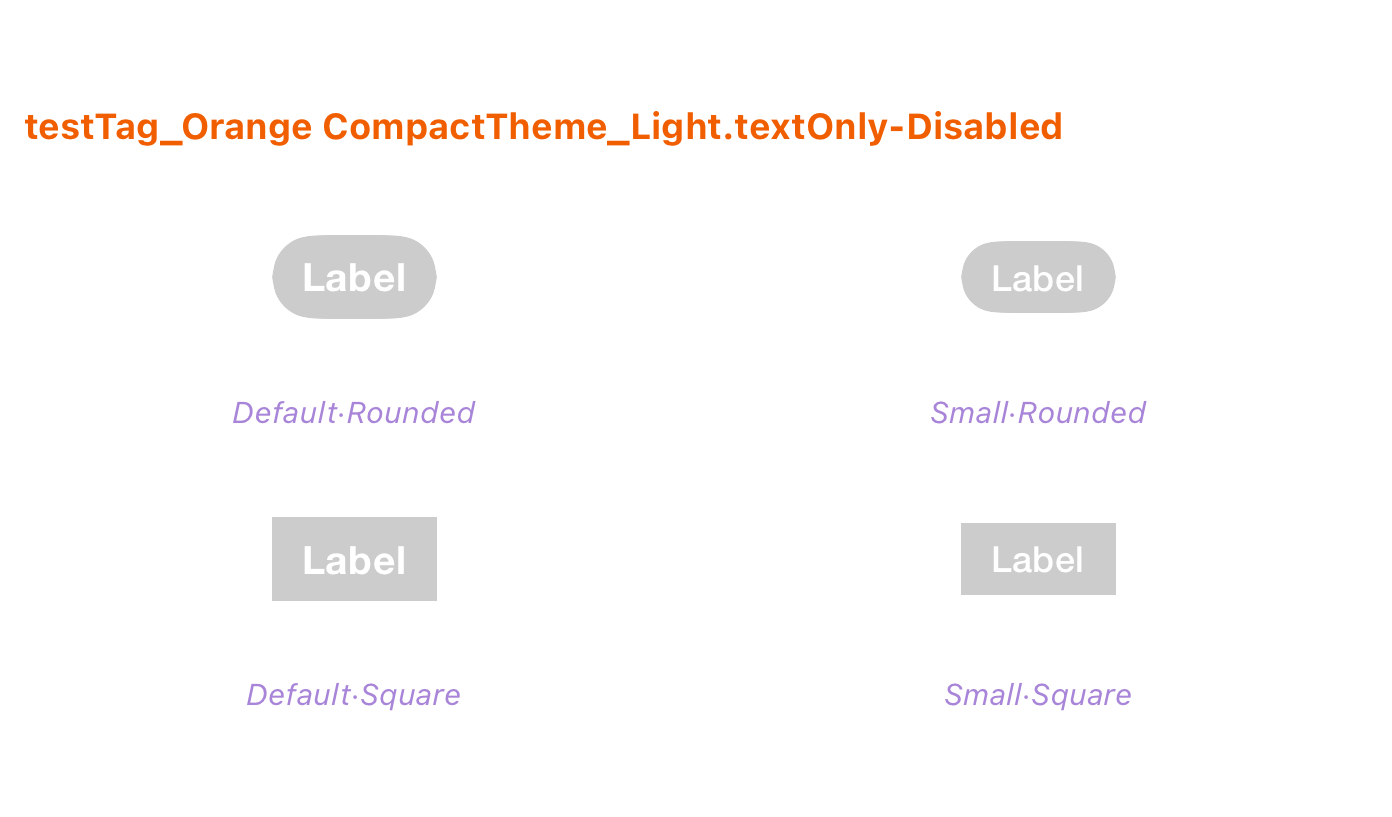 testTag_Orange CompactTheme_Light.textOnly-Disabled
Label
Label
Default·Rounded
Small·Rounded
Label
Label
Default·Square
Small·Square